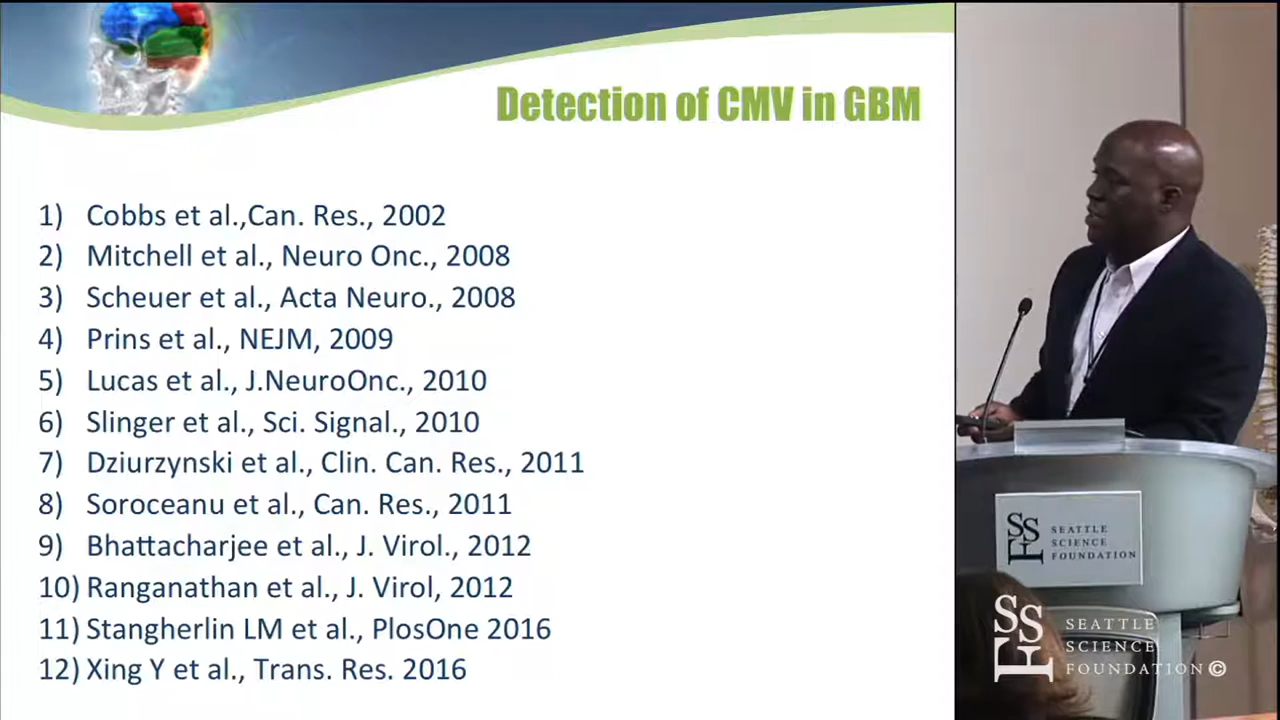 Detection of CMV in GBM
1) Cobbs et al.,Can. Res., 2002
2) Mitchell et al., Neuro Onc., 2008
3) Scheuer et al., Acta Neuro., 2008
4) Prins et al., NEJM, 2009
5) Lucas et al., J.NeuroOnc., 2010
6) Slinger et al., Sci. Signal., 2010
7) Dziurzynski et al., Clin. Can. Res., 2011
8) Soroceanu et al., Can. Res., 2011
9) Bhattacharjee et al., J. Virol., 2012
10) Ranganathan et al., J. Virol, 2012
11) Stangherlin LM et al., PlosOne 2016
12) Xing Y et al., Trans. Res. 2016
SSF
SEATTLE
SCIENCE
FOUNDATION
SSF
SEATTLE
SCIENCE
FOUNDATION©